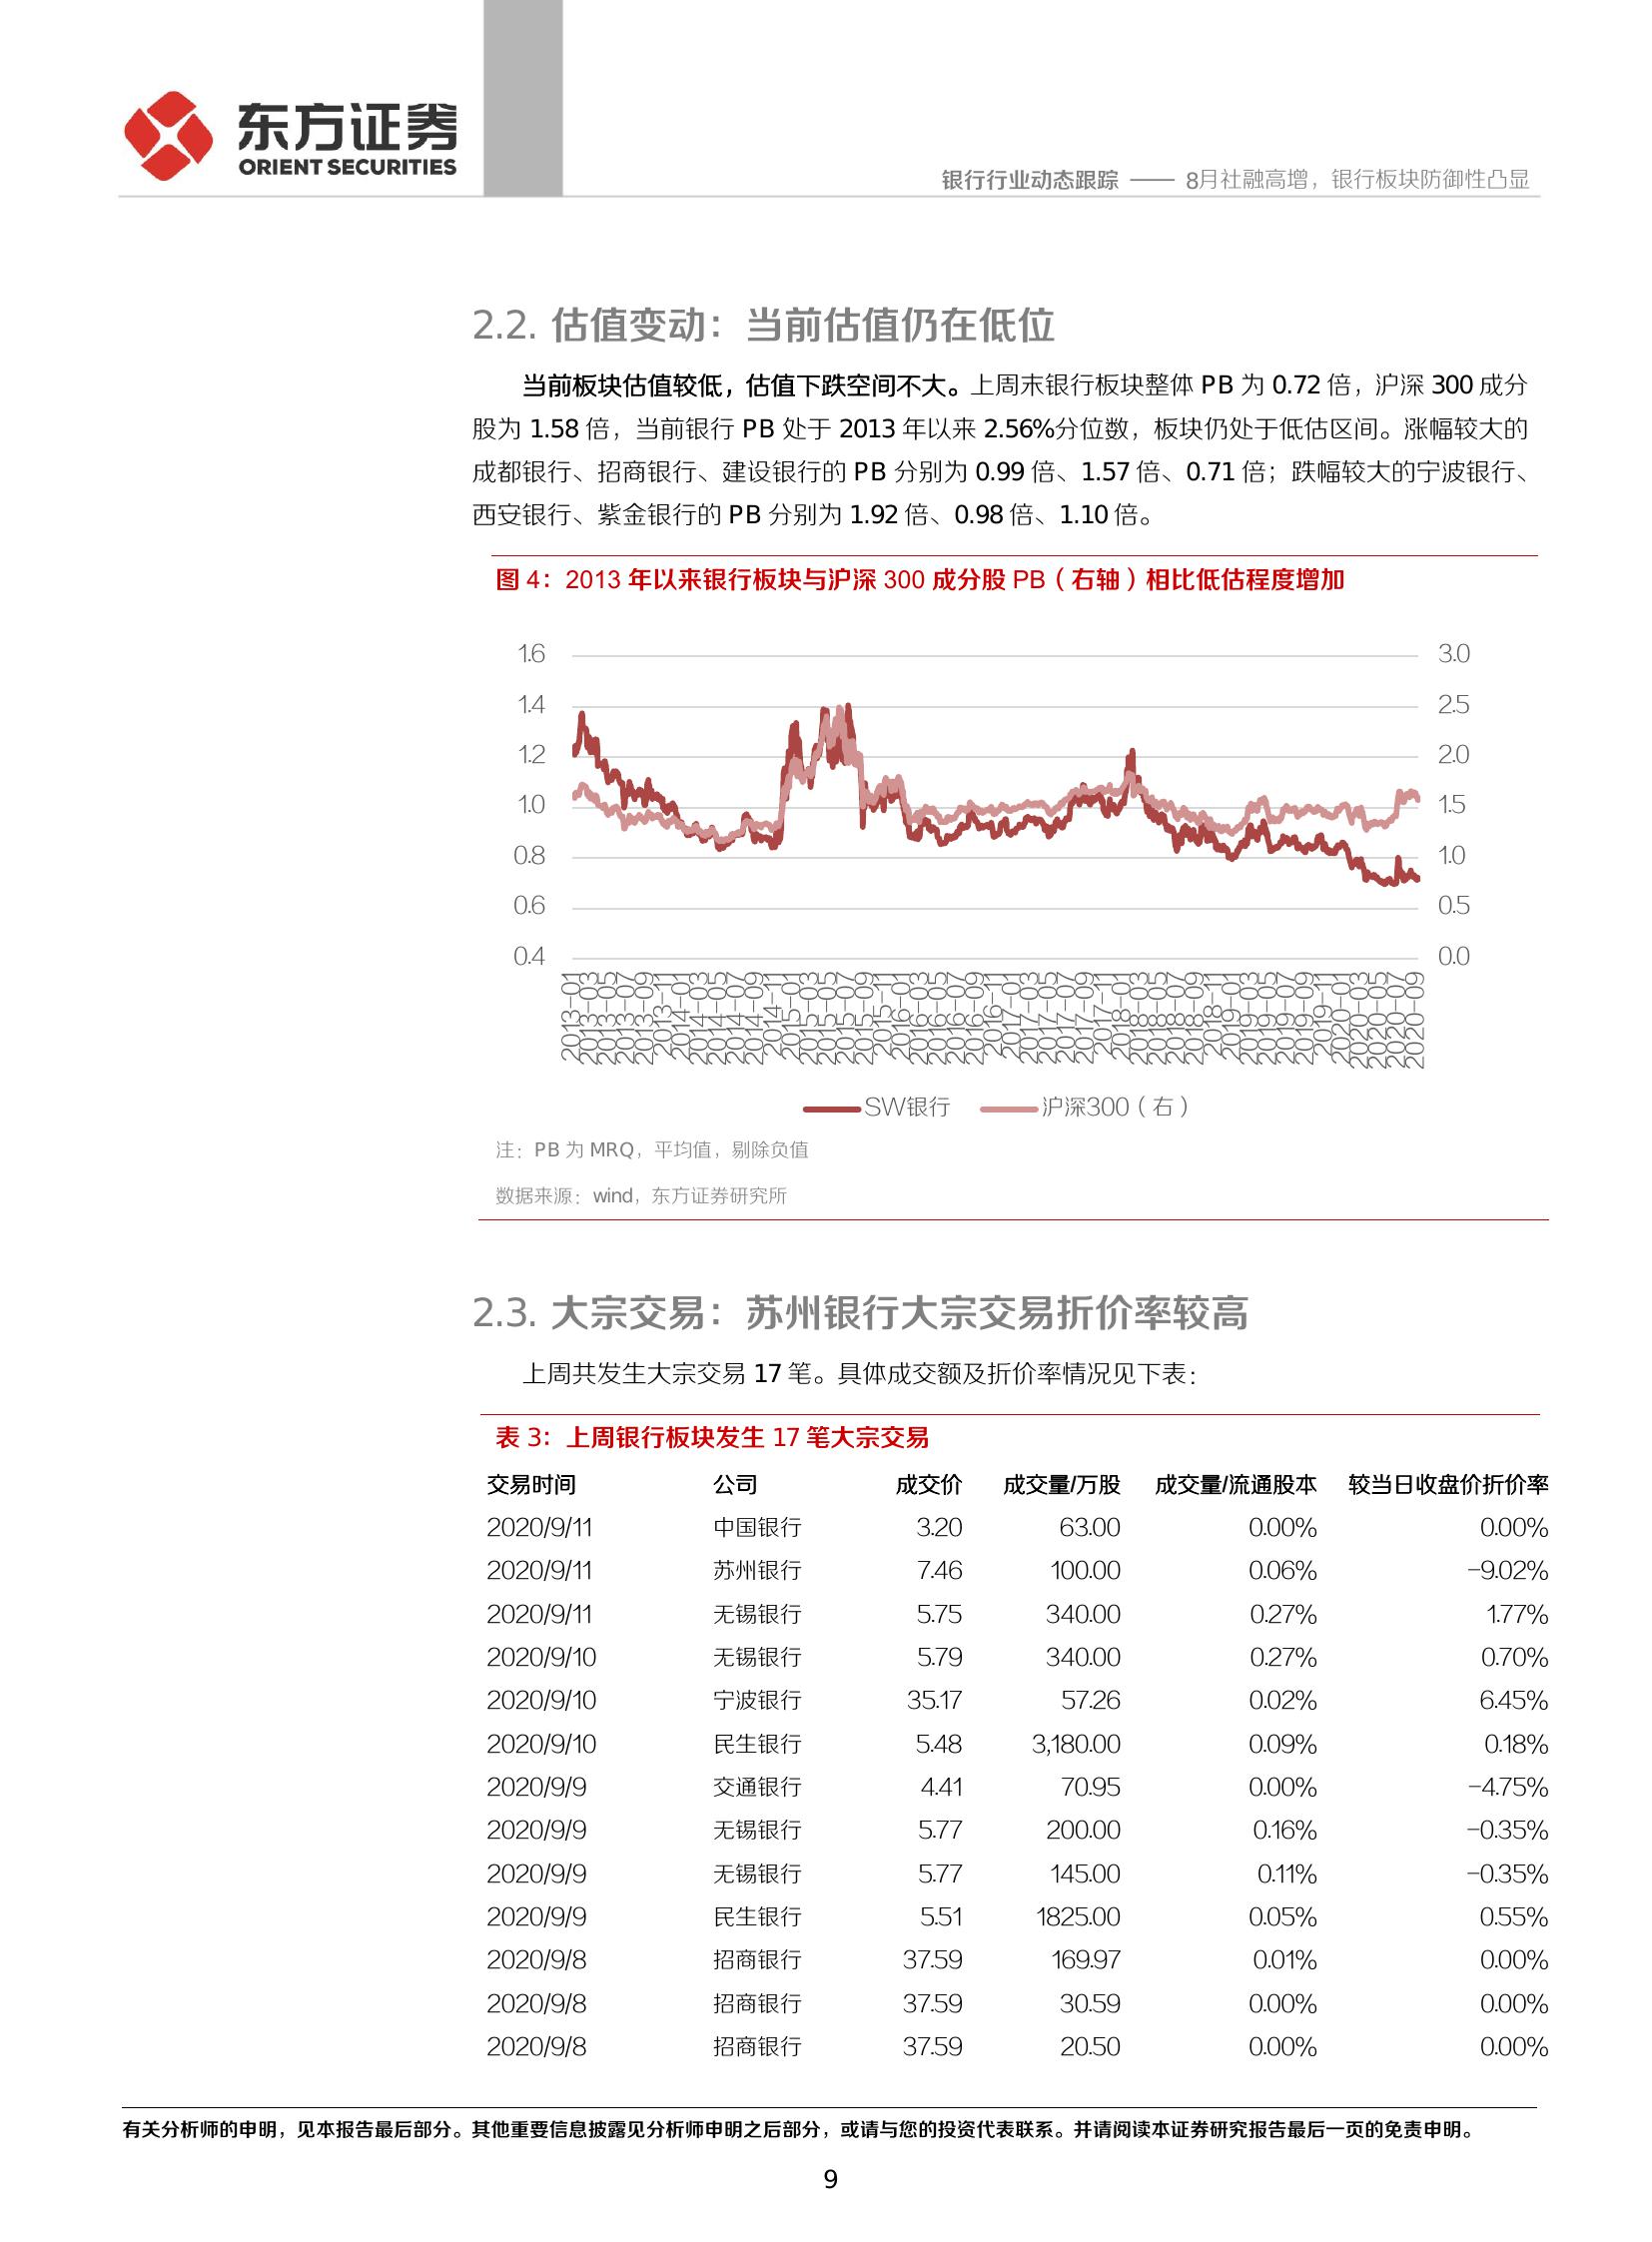 东方证券
ORIENT SECURITIES
银行行业动态跟踪 —— 8月社融高增，银行板块防御性凸显
2.2. 估值变动：当前估值仍在低位
当前板块估值较低，估值下跌空间不大。上周末银行板块整体 PB 为 0.72 倍，沪深 300 成分
股为 1.58 倍，当前银行 PB 处于 2013 年以来 2.56%分位数，板块仍处于低估区间。涨幅较大的
成都银行、招商银行、建设银行的 PB 分别为 0.99 倍、1.57 倍、0.71 倍；跌幅较大的宁波银行、
西安银行、紫金银行的 PB 分别为 1.92 倍、0.98 倍、1.10 倍。
图 4：2013 年以来银行板块与沪深 300 成分股 PB（右轴）相比低估程度增加
1.6 3.0
1.4 2.5
1.2 2.0
1.0 1.5
0.8 1.0
0.6 0.5
0.4 0.0
2013-01 2013-03 2013-05 2013-07 2013-09 2013-11 2014-01 2014-03 2014-05 2014-07 2014-09 2014-11 2015-01 2015-03 2015-05 2015-07 2015-09 2015-11 2016-01 2016-03 2016-05 2016-07 2016-09 2016-11 2017-01 2017-03 2017-05 2017-07 2017-09 2017-11 2018-01 2018-03 2018-05 2018-07 2018-09 2018-11 2019-01 2019-03 2019-05 2019-07 2019-09 2019-11 2020-01 2020-03 2020-05 2020-07 2020-09
SW银行 沪深300（右）
注：PB 为 MRQ，平均值，剔除负值
数据来源：wind，东方证券研究所
2.3. 大宗交易：苏州银行大宗交易折价率较高
上周共发生大宗交易 17 笔。具体成交额及折价率情况见下表：
表 3：上周银行板块发生 17 笔大宗交易
交易时间 公司 成交价 成交量/万股 成交量/流通股本 较当日收盘价折价率
2020/9/11 中国银行 3.20 63.00 0.00% 0.00%
2020/9/11 苏州银行 7.46 100.00 0.06% -9.02%
2020/9/11 无锡银行 5.75 340.00 0.27% 1.77%
2020/9/10 无锡银行 5.79 340.00 0.27% 0.70%
2020/9/10 宁波银行 35.17 57.26 0.02% 6.45%
2020/9/10 民生银行 5.48 3,180.00 0.09% 0.18%
2020/9/9 交通银行 4.41 70.95 0.00% -4.75%
2020/9/9 无锡银行 5.77 200.00 0.16% -0.35%
2020/9/9 无锡银行 5.77 145.00 0.11% -0.35%
2020/9/9 民生银行 5.51 1825.00 0.05% 0.55%
2020/9/8 招商银行 37.59 169.97 0.01% 0.00%
2020/9/8 招商银行 37.59 30.59 0.00% 0.00%
2020/9/8 招商银行 37.59 20.50 0.00% 0.00%
有关分析师的申明，见本报告最后部分。其他重要信息披露见分析师申明之后部分，或请与您的投资代表联系。并请阅读本证券研究报告最后一页的免责申明。
9